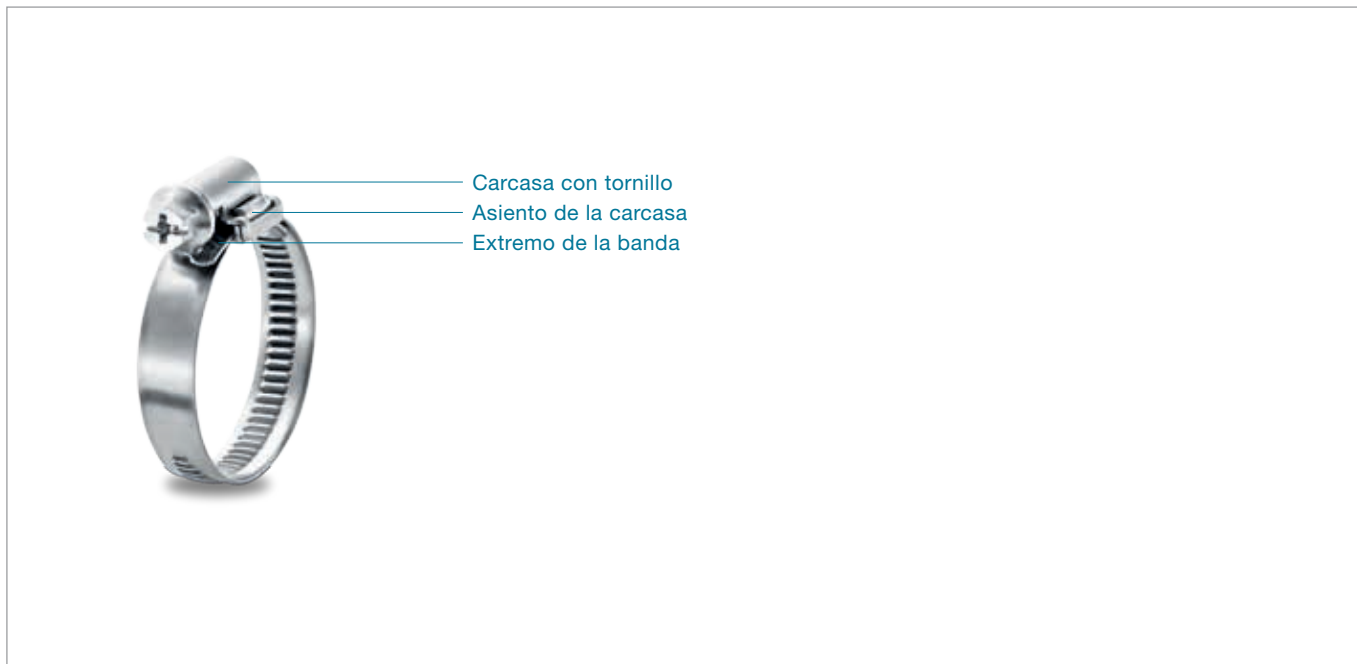 Carcasa con tornillo
Asiento de la carcasa
Extremo de la banda